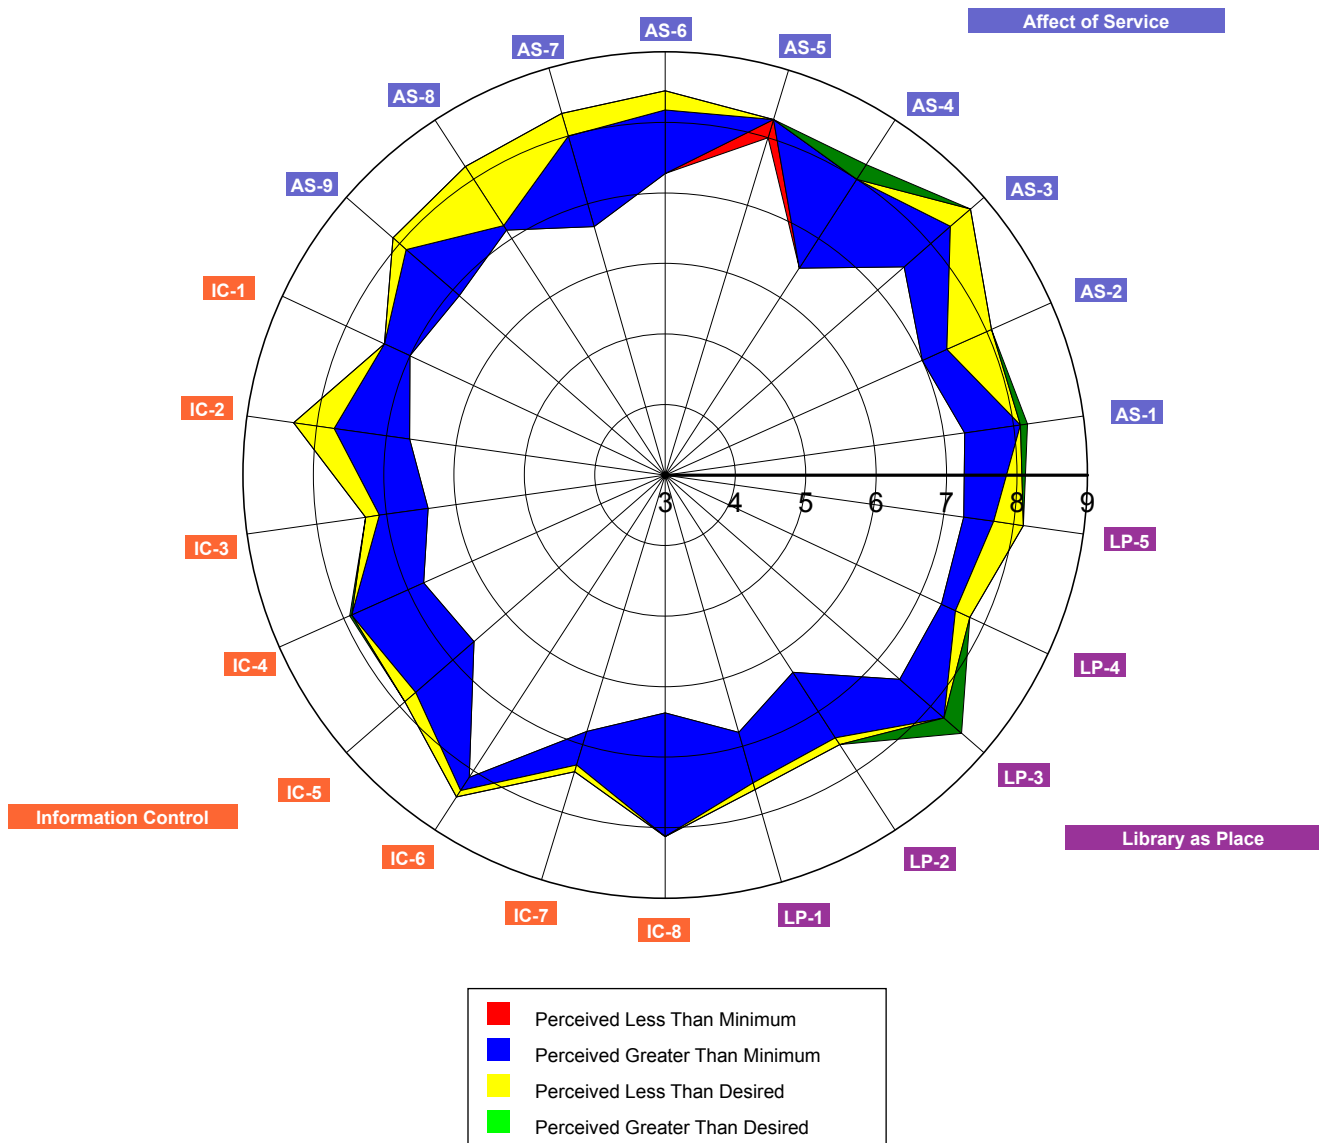 Affect of Service
AS-6
AS-7
AS-5
AS-8
AS-4
AS-9
AS-3
IC-1
AS-2
IC-2
AS-1
3 4 5 6 7 8 9
IC-3
LP-5
IC-4
LP-4
IC-5
LP-3
Information Control
Library as Place
IC-6
LP-2
IC-7
LP-1
IC-8
Perceived Less Than Minimum
Perceived Greater Than Minimum
Perceived Less Than Desired
Perceived Greater Than Desired